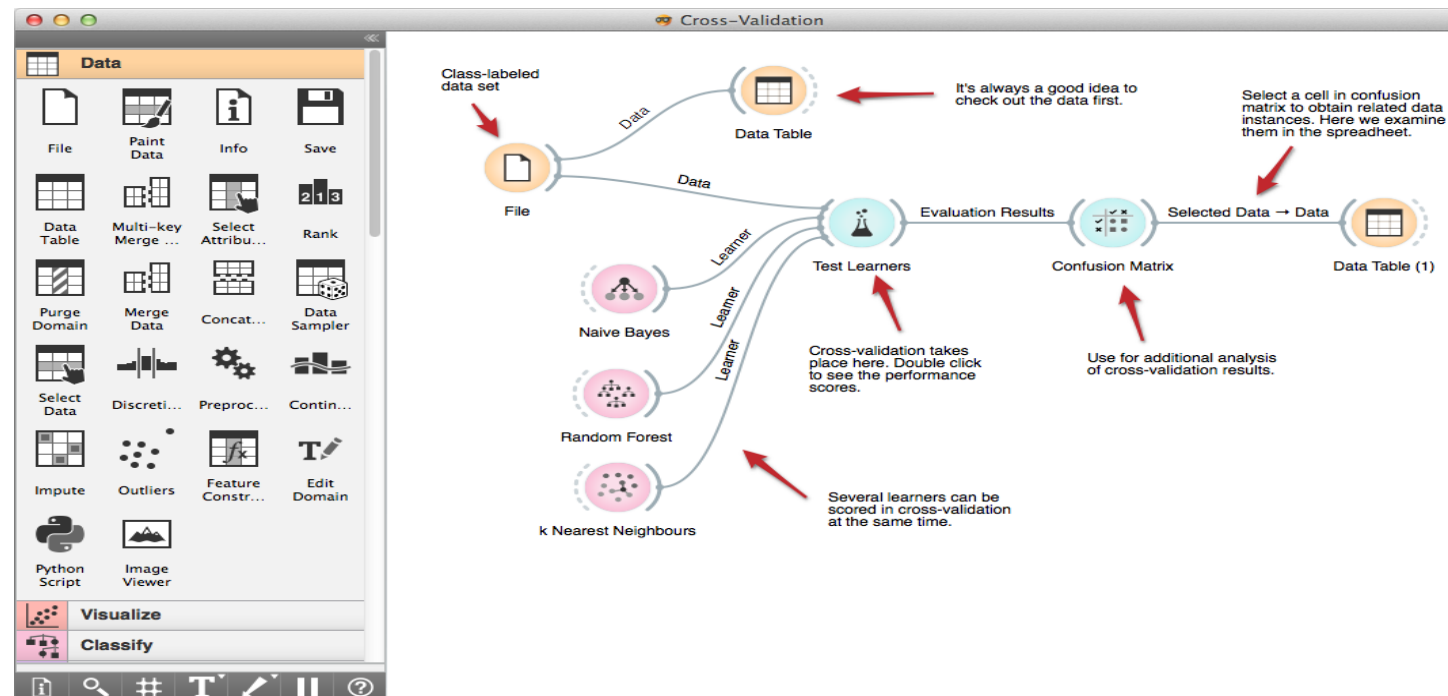 Cross-Validation
Data
File
Paint
Data
Info
Save
Data
Table
Multi-key
Merge ...
Select
Attribu...
Rank
Purge
Domain
Merge
Data
Concat...
Data
Sampler
Select
Data
Discreti...
Preproc...
Contin...
Impute
Outliers
Feature
Constr...
Edit
Domain
Python
Script
Image
Viewer
Visualize
Classify
Class-labeled
data set
File
Data
Data Table
It's always a good idea to
check out the data first.
Data
Learner
Learner
Learner
Naive Bayes
Random Forest
k Nearest Neighbours
Test Learners
Cross-validation takes
place here. Double click
to see the performance
scores.
Several learners can be
scored in cross-validation
at the same time.
Evaluation Results
Confusion Matrix
Use for additional analysis
of cross-validation results.
Select a cell in confusion
matrix to obtain related data
instances. Here we examine
them in the spreadheet.
Selected Data → Data
Data Table (1)